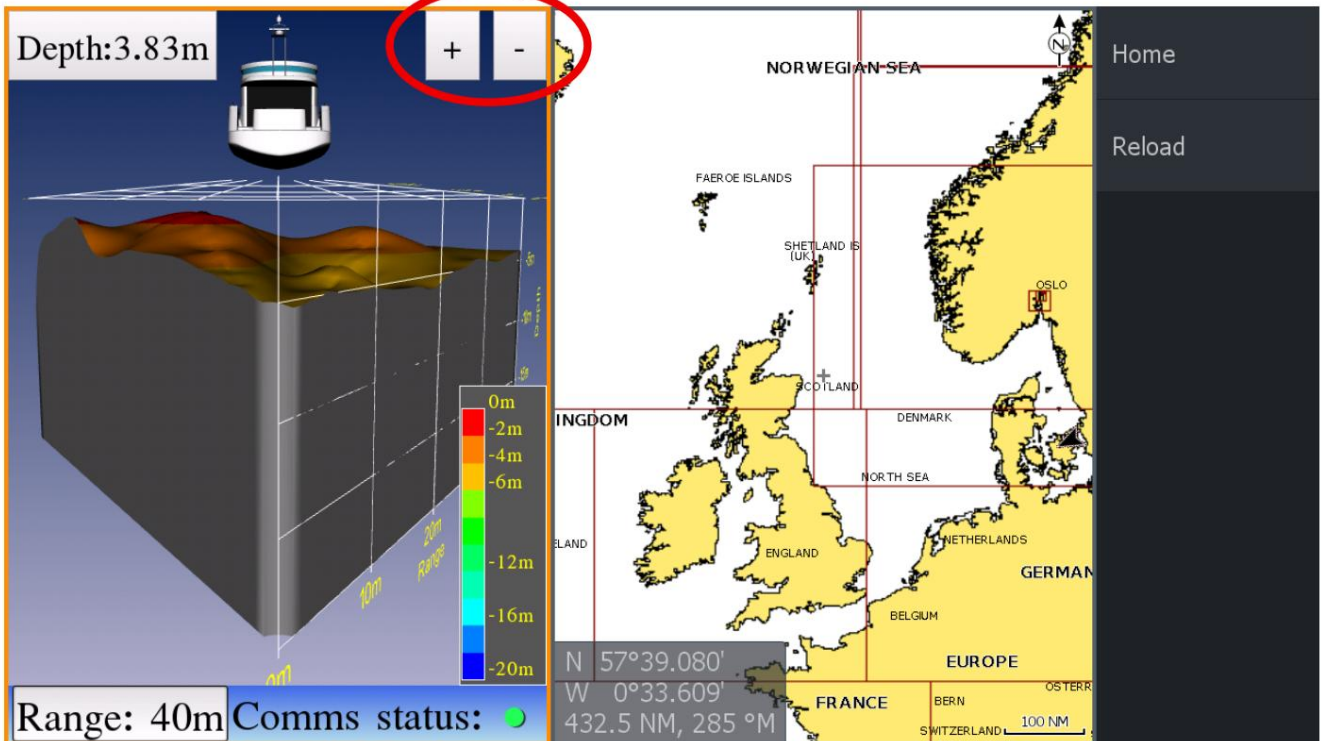 Depth:3.83m
+ -
0m
-2m
-4m
-6m
-12m
-16m
-20m
Depth
10m
20m
Range
0m
Range: 40m
Comms status:
N
NORWEGIAN SEA
FAEROE ISLANDS
SHETLAND IS
(UK)
OSLO
SCOTLAND
INGDOM
DENMARK
NORTH SEA
ELAND
ENGLAND
NETHERLANDS
GERMAN
BELGIUM
EUROPE
OSTERR
FRANCE
BERN
SWITZERLAND
100 NM
N 57°39.080'
W 0°33.609'
432.5 NM, 285 °M
Home
Reload